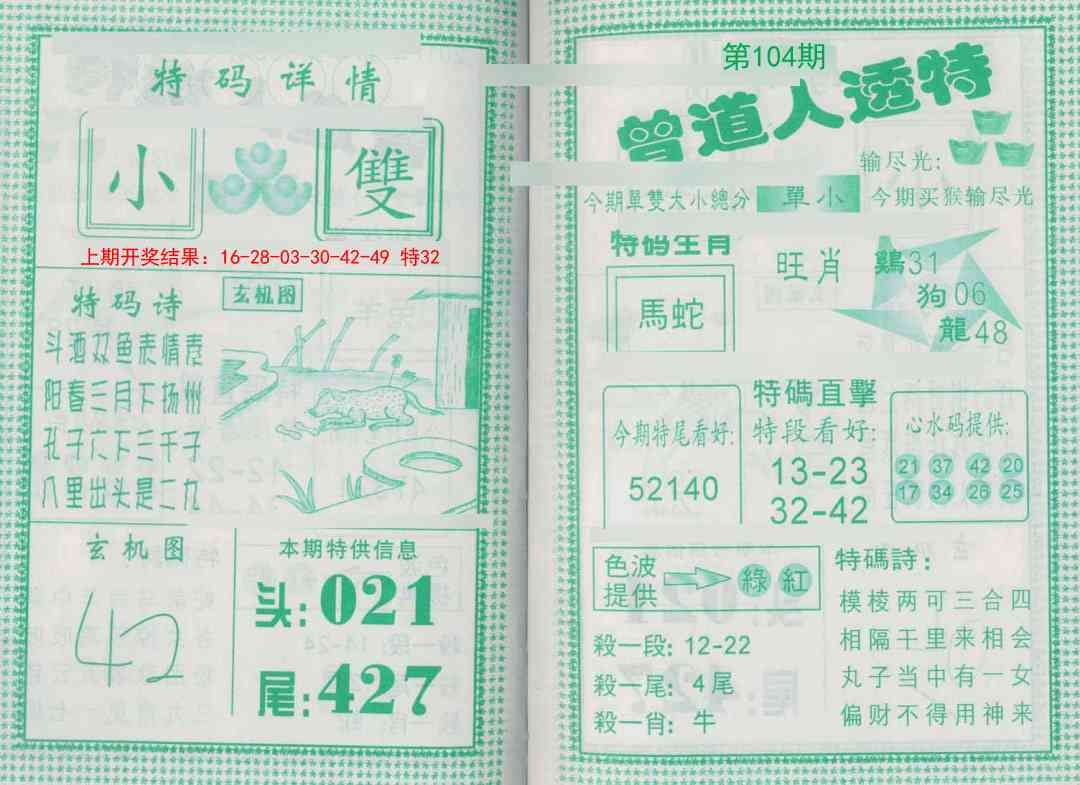 特码详情
小
雙
上期开奖结果：16-28-03-30-42-49 特32
特码诗
斗酒双鱼表情意
阳春三月下扬州
孔子六下三千子
八里出头是二九
玄机图
玄机图
42
本期特供信息
头:021
尾:427
第104期
曾道人透特
输尽光:
今期單雙大小總分 單小 今期买猴输尽光
特码生肖
馬蛇
旺肖
鷄31
狗06
龍48
今期特尾看好:
52140
特碼直擊
特段看好:
13-23
32-42
心水码提供:
21 37 42 20
17 34 26 25
色波提供
綠 紅
殺一段: 12-22
殺一尾: 4尾
殺一肖: 牛
特碼詩:
模棱两可三合四
相隔千里来相会
丸子当中有一女
偏财不得用神来